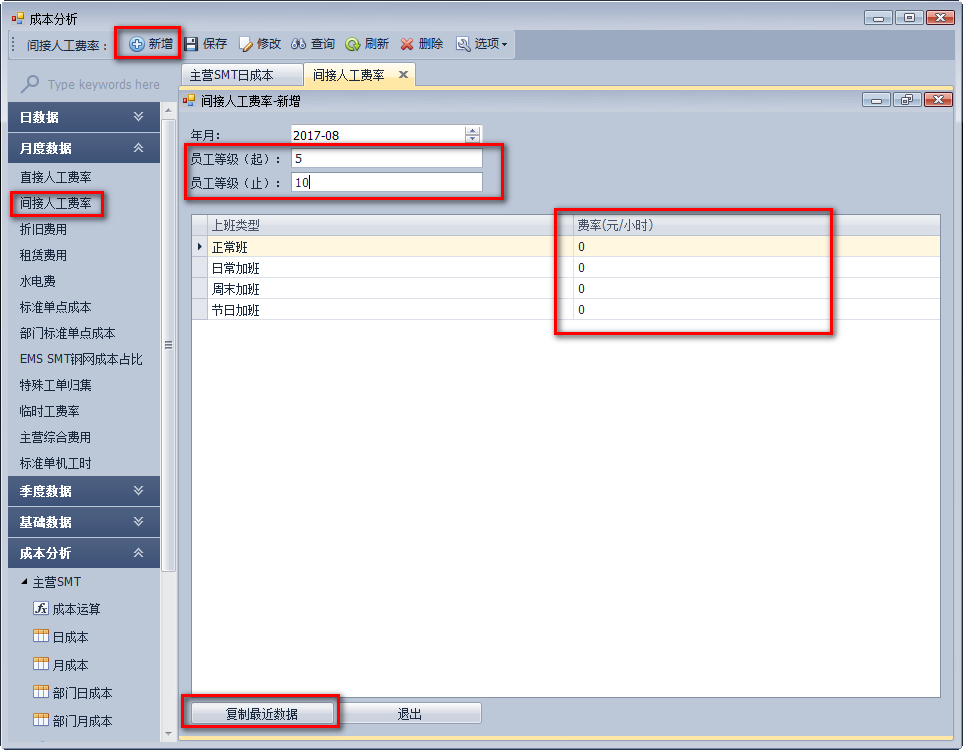 成本分析
间接人工费率： 新增 保存 修改 查询 刷新 删除 选项
Type keywords here
主营SMT日成本 间接人工费率
间接人工费率-新增
日数据
月度数据
直接人工费率
间接人工费率
折旧费用
租赁费用
水电费
标准单点成本
部门标准单点成本
EMS SMT钢网成本占比
特殊工单归集
临时工费率
主营综合费用
标准单机工时
季度数据
基础数据
成本分析
主营SMT
成本运算
日成本
月成本
部门日成本
部门月成本
年月： 2017-08
员工等级（起）： 5
员工等级（止）： 10
上班类型 费率(元/小时)
正常班 0
日常加班 0
周末加班 0
节日加班 0
复制最近数据 退出